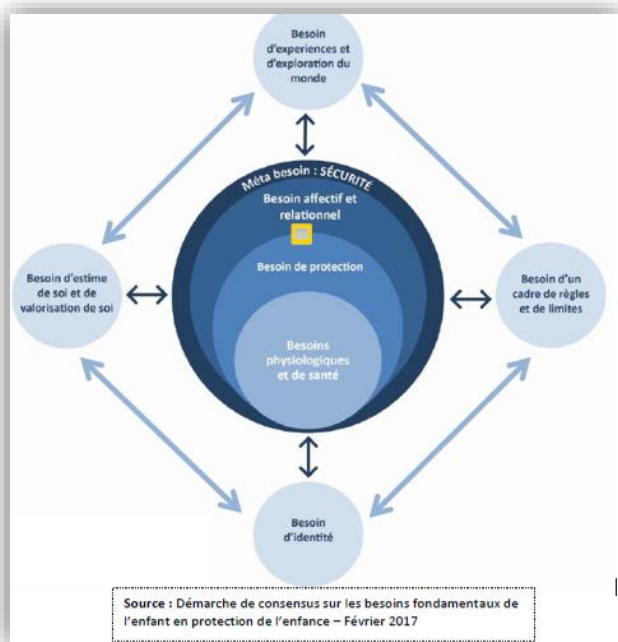 Besoin
d'experiences et
d'exploration du
monde
Méta besoin : SÉCURITÉ
Besoin affectif et
relationnel
Besoin de protection
Besoins
physiologiques
et de santé
Besoin d'estime
de soi et de
valorisation de soi
Besoin d'un
cadre de règles
et de limites
Besoin
d'identité
Source : Démarche de consensus sur les besoins fondamentaux de
l'enfant en protection de l'enfance – Février 2017